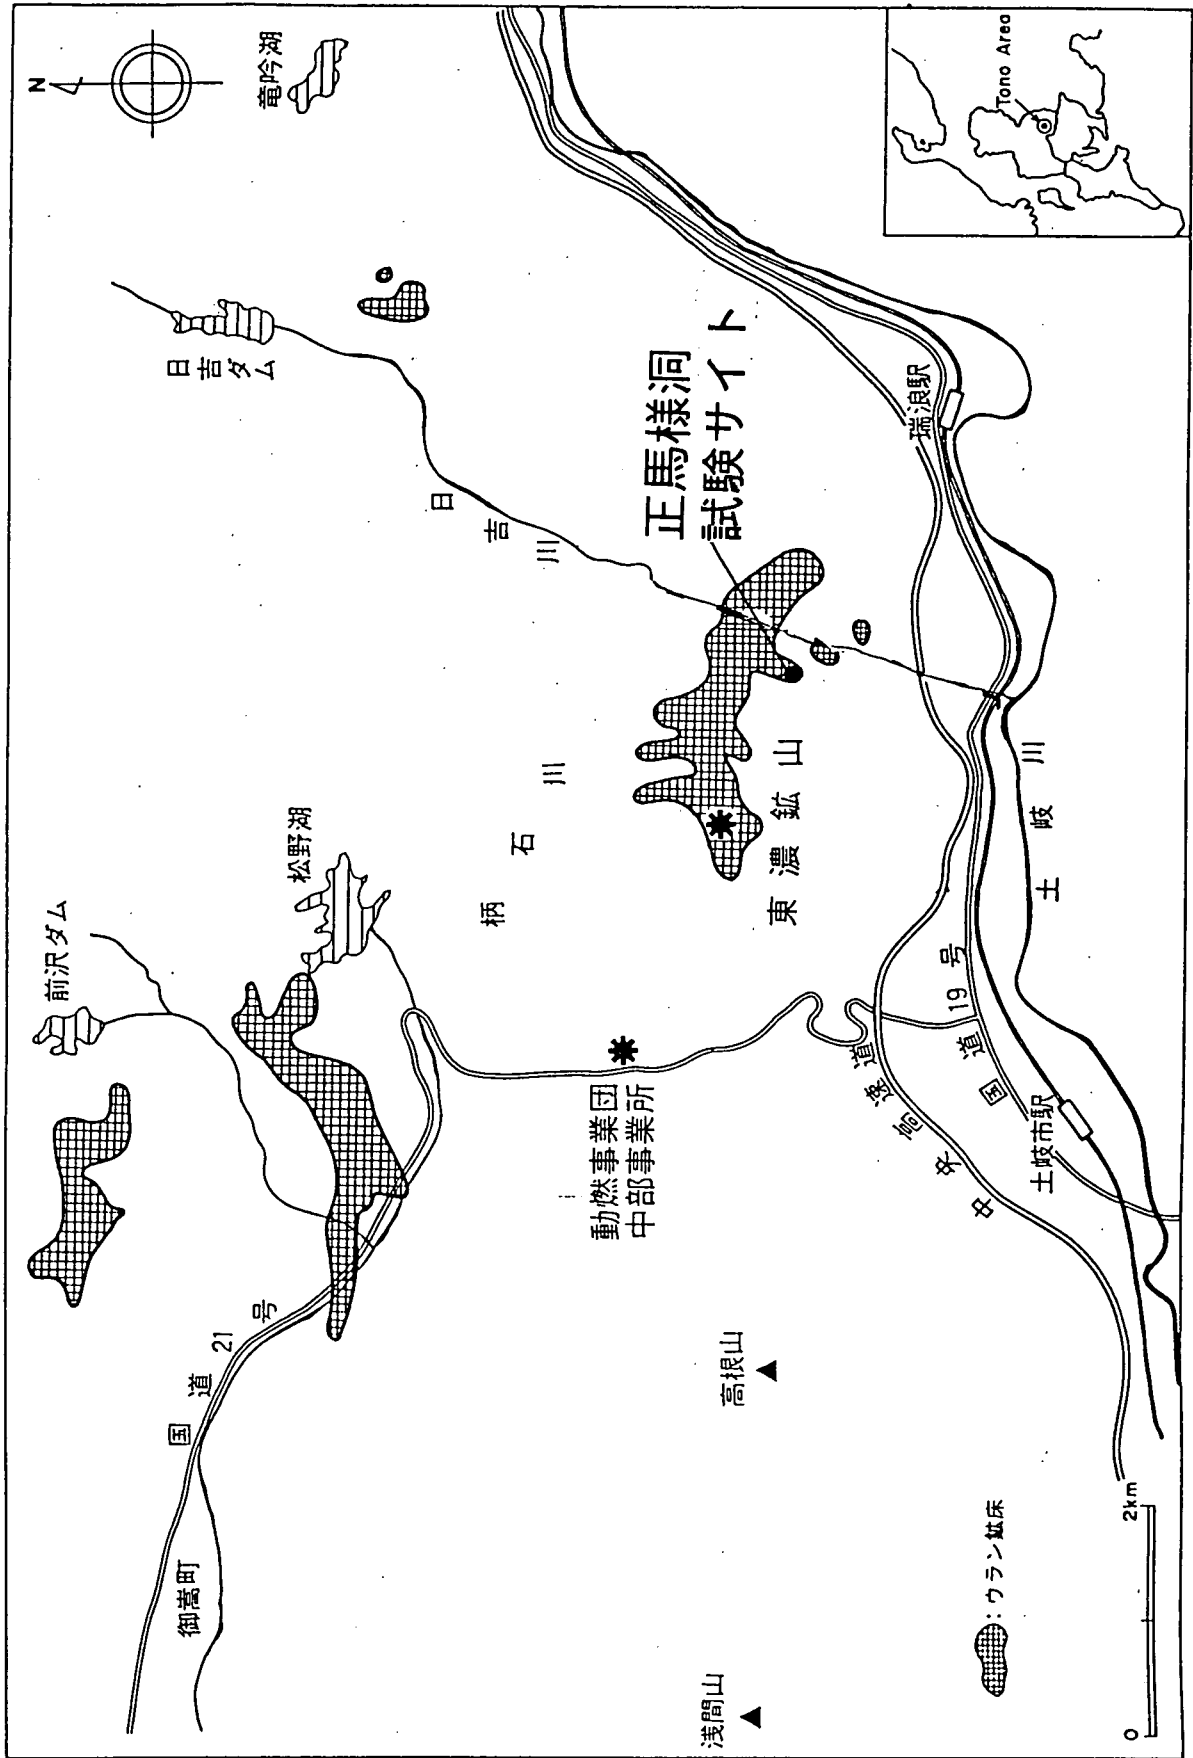 N
竜吟湖
Tono Area
日吉ダム
前沢ダム
松野湖
日吉川
柄石川
正馬様洞
試験サイト
東濃鉱山
瑞浪駅
国道21号
御嵩町
動燃事業団
中部事業所
中央高速道
国道19号
土岐川
土岐市駅
高根山
浅間山
：ウラン鉱床
0
2km